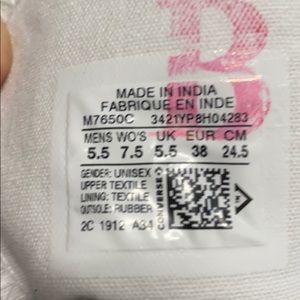 B
MADE IN INDIA
FABRIQUE EN INDE
M7650C 3421YP8H04283
MENS WO'S UK EUR CM
5.5 7.5 5.5 38 24.5
GENDER: UNISEX
UPPER TEXTILE
LINING: TEXTILE
OUTSOLE: RUBBER
CONVERSE
2C 1912 A34